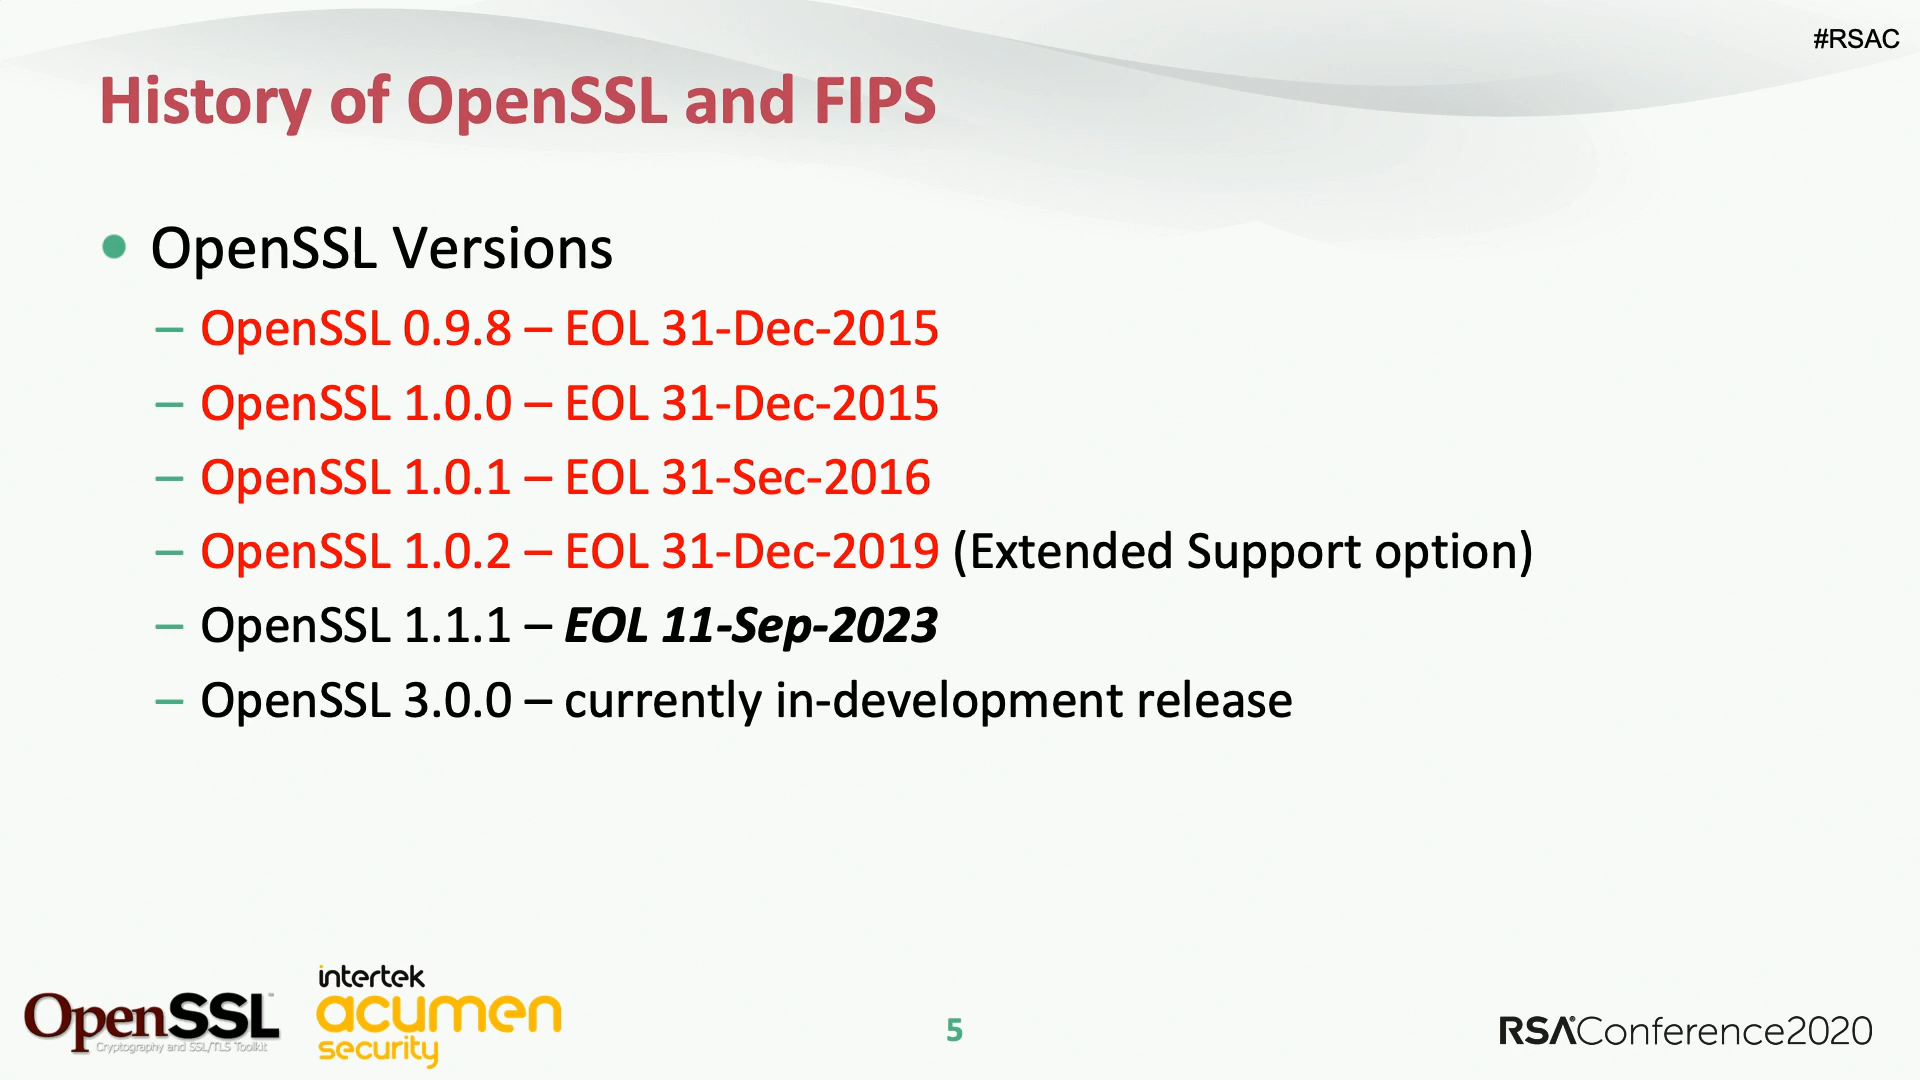 #RSAC
History of OpenSSL and FIPS
• OpenSSL Versions
– OpenSSL 0.9.8 – EOL 31-Dec-2015
– OpenSSL 1.0.0 – EOL 31-Dec-2015
– OpenSSL 1.0.1 – EOL 31-Sec-2016
– OpenSSL 1.0.2 – EOL 31-Dec-2019 (Extended Support option)
– OpenSSL 1.1.1 – EOL 11-Sep-2023
– OpenSSL 3.0.0 – currently in-development release
OpenSSL™
Cryptography and SSL/TLS Toolkit
intertek
acumen
security
5
RSAConference2020